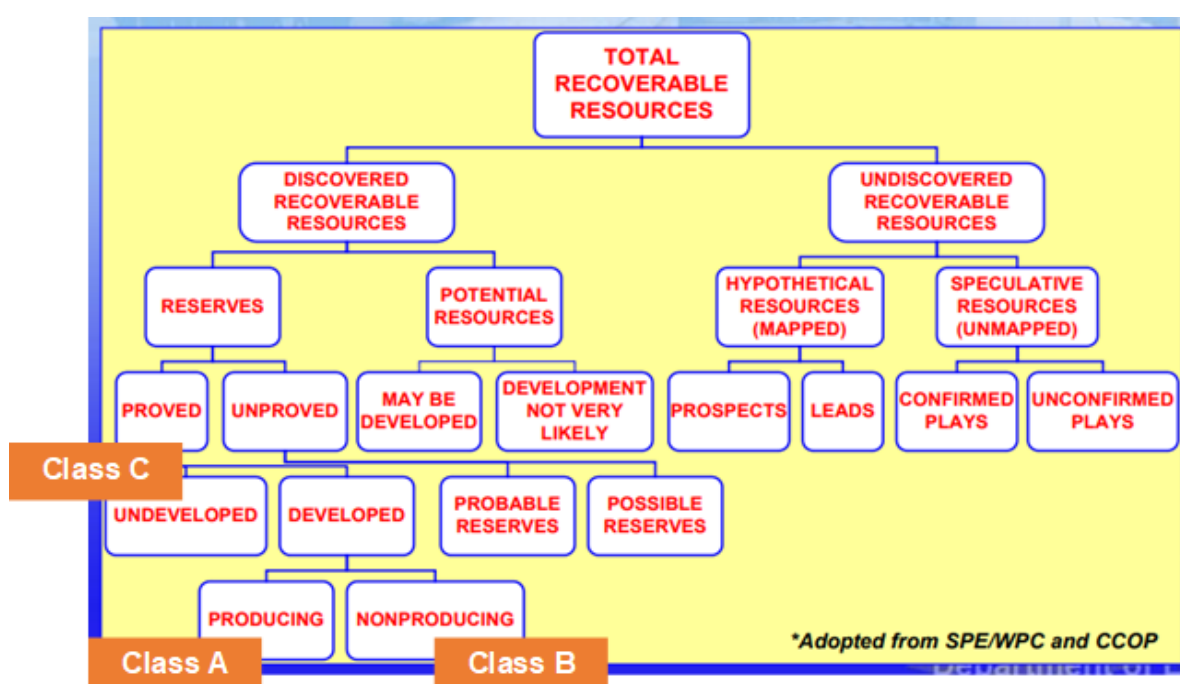 TOTAL
RECOVERABLE
RESOURCES
DISCOVERED
RECOVERABLE
RESOURCES
UNDISCOVERED
RECOVERABLE
RESOURCES
RESERVES
POTENTIAL
RESOURCES
HYPOTHETICAL
RESOURCES
(MAPPED)
SPECULATIVE
RESOURCES
(UNMAPPED)
PROVED
UNPROVED
MAY BE
DEVELOPED
DEVELOPMENT
NOT VERY
LIKELY
PROSPECTS
LEADS
CONFIRMED
PLAYS
UNCONFIRMED
PLAYS
Class C
UNDEVELOPED
DEVELOPED
PROBABLE
RESERVES
POSSIBLE
RESERVES
PRODUCING
NONPRODUCING
*Adopted from SPE/WPC and CCOP
Class A
Class B
Department of